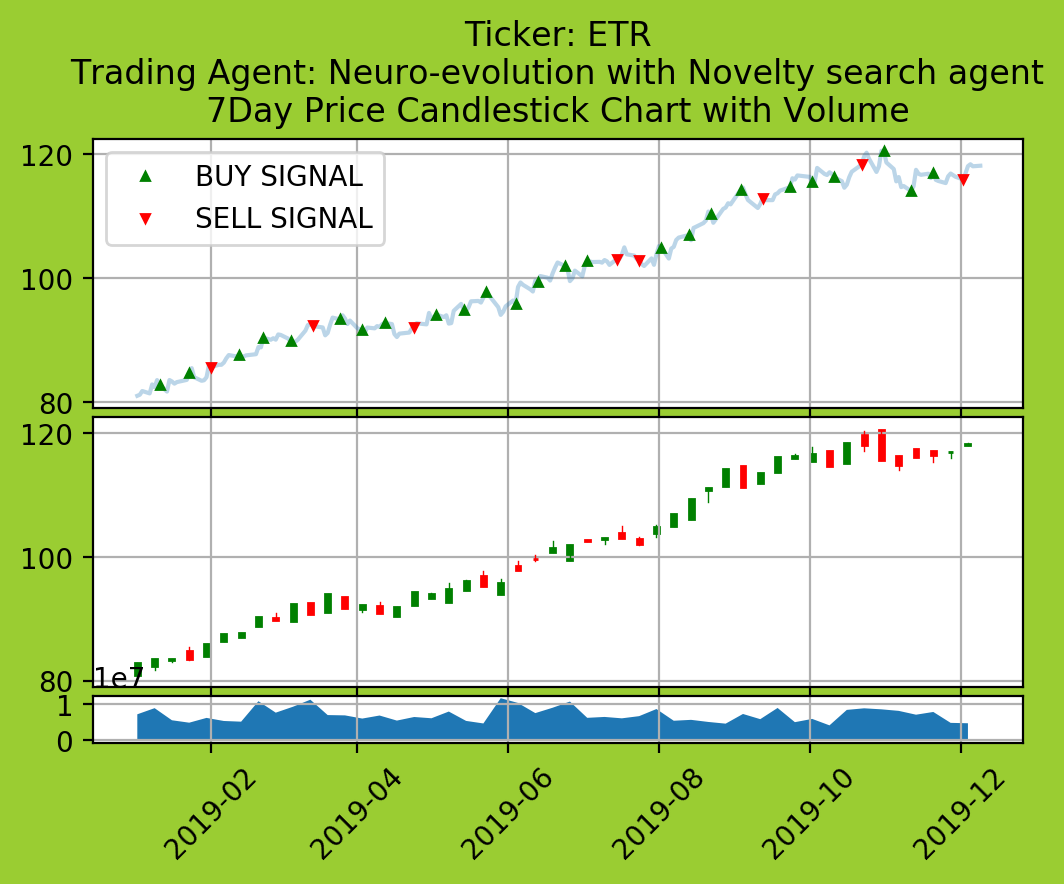 Ticker: ETR
Trading Agent: Neuro-evolution with Novelty search agent
7Day Price Candlestick Chart with Volume
120
100
80
BUY SIGNAL
SELL SIGNAL
120
100
80
1e7
1
0
2019-02
2019-04
2019-06
2019-08
2019-10
2019-12